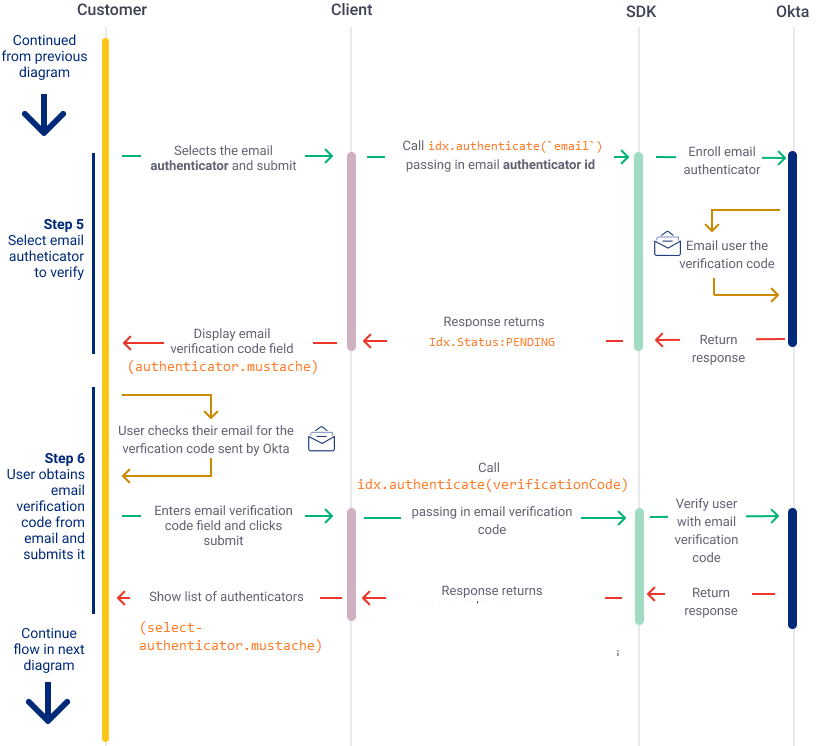 Customer
Client
SDK
Okta
Continued
from previous
diagram
Selects the email
authenticator and submit
Call idx.authenticate(`email`)
passing in email authenticator id
Enroll email
authenticator
Step 5
Select email
autheticator
to verify
Email user the
verification code
Display email
verification code field
(authenticator.mustache)
Response returns
Idx.Status:PENDING
Return
response
User checks their email for the
verfication code sent by Okta
Step 6
User obtains
email
verification
code from
email and
submits it
Call
idx.authenticate(verificationCode)
Enters email verification
code field and clicks
submit
passing in email verification
code
Verify user
with email
verification
code
Show list of authenticators
(select-
authenticator.mustache)
Response returns
Return
response
Continue
flow in next
diagram